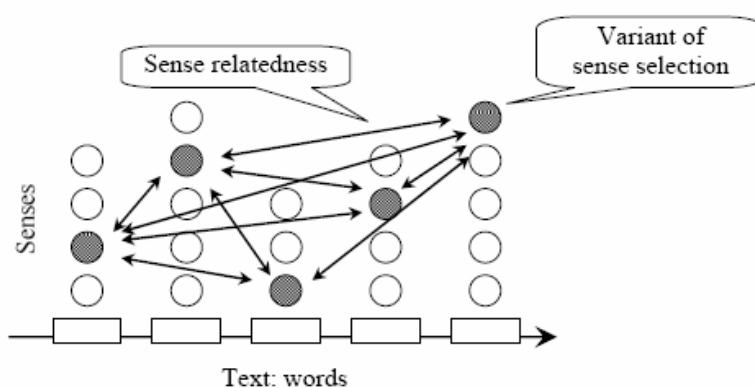 Variant of
sense selection
Sense relatedness
Senses
Text: words